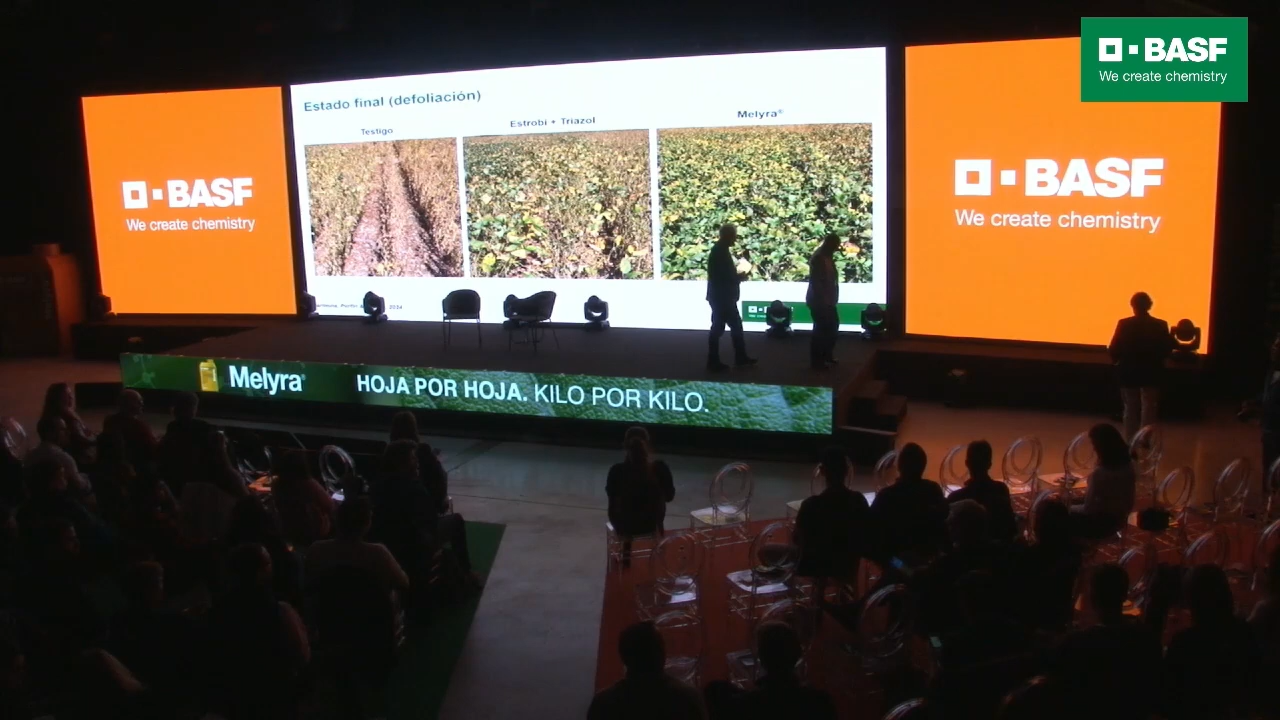 BASF
We create chemistry
Estado final (defoliación)
Testigo
Estrobi + Triazol
Melyra®
BASF
We create chemistry
BASF
We create chemistry
2024
Melyra®
HOJA POR HOJA. KILO POR KILO.